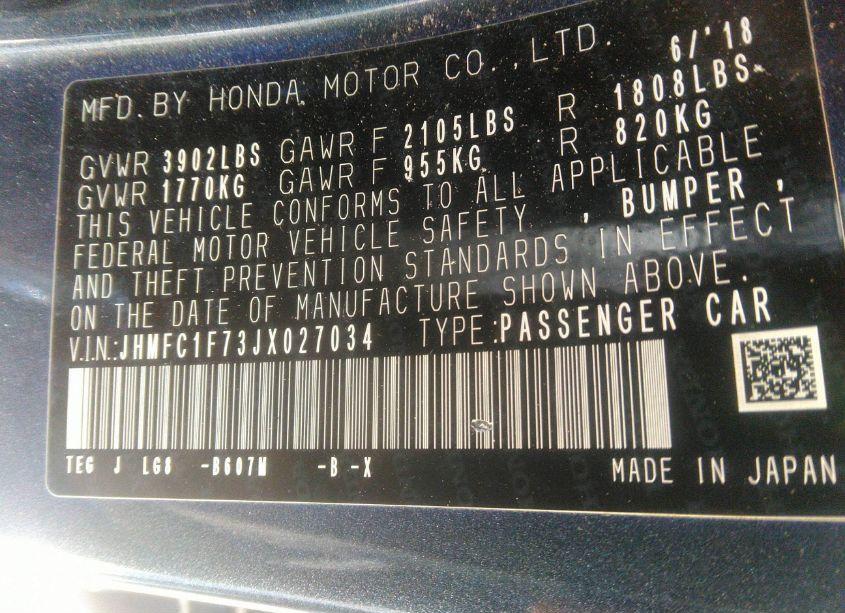 MFD. BY HONDA MOTOR CO., LTD. 6/'18
GVWR 3902LBS GAWR F 2105LBS R 1808LBS
GVWR 1770KG GAWR F 955KG R 820KG
THIS VEHICLE CONFORMS TO ALL APPLICABLE
FEDERAL MOTOR VEHICLE SAFETY , BUMPER ,
AND THEFT PREVENTION STANDARDS IN EFFECT
ON THE DATE OF MANUFACTURE SHOWN ABOVE.
V.I.N.:JHMFC1F73JX027034 TYPE:PASSENGER CAR
TEG J LG8 -B607M -B -X MADE IN JAPAN